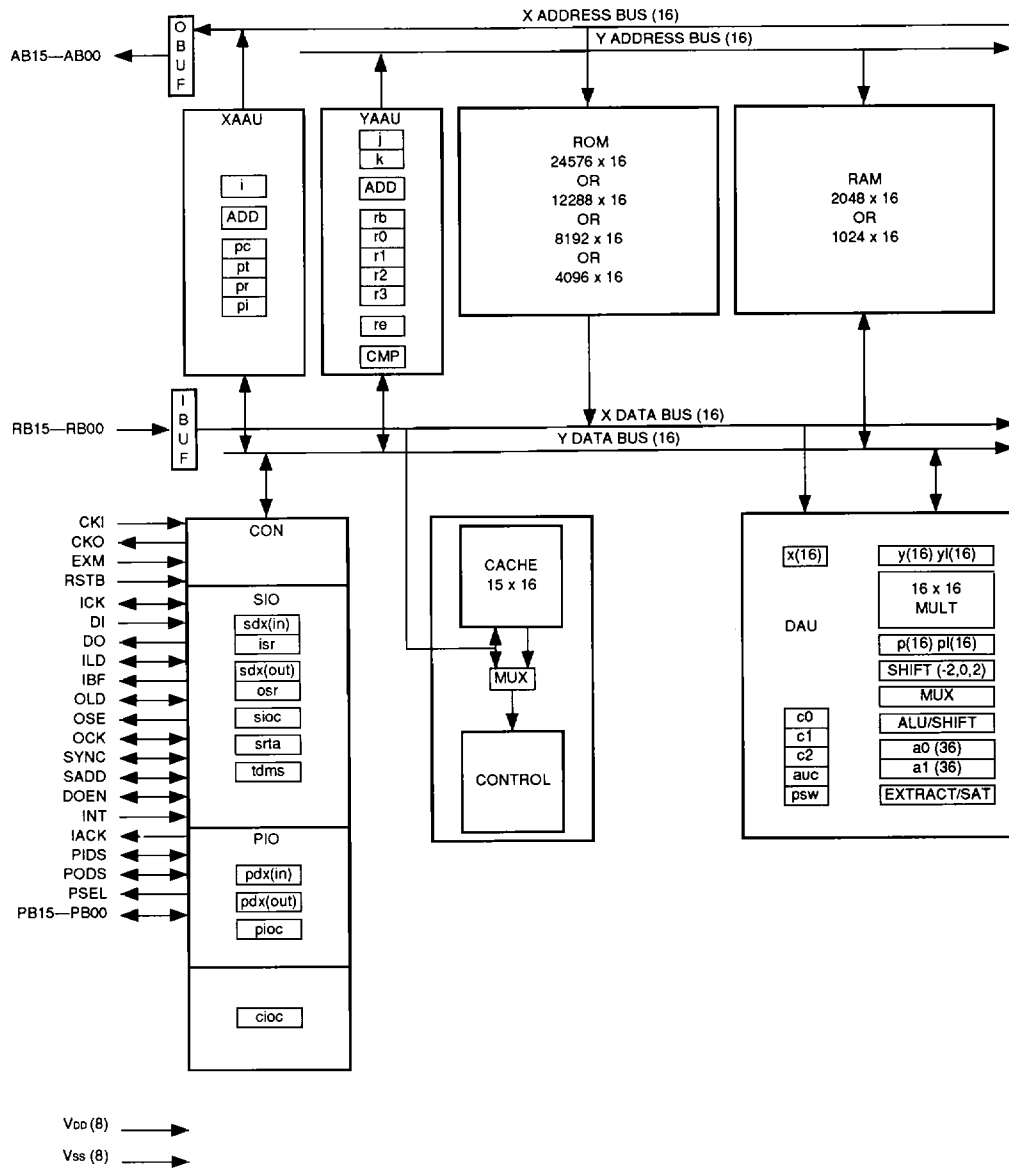 X ADDRESS BUS (16)
Y ADDRESS BUS (16)
AB15—AB00
O
B
U
F
XAAU
i
ADD
pc
pt
pr
pi
YAAU
j
k
ADD
rb
r0
r1
r2
r3
re
CMP
ROM
24576 x 16
OR
12288 x 16
OR
8192 x 16
OR
4096 x 16
RAM
2048 x 16
OR
1024 x 16
RB15—RB00
I
B
U
F
X DATA BUS (16)
Y DATA BUS (16)
CKI
CKO
EXM
RSTB
ICK
DI
DO
ILD
IBF
OLD
OSE
OCK
SYNC
SADD
DOEN
INT
IACK
PIDS
PODS
PSEL
PB15—PB00
CON
SIO
sdx(in)
isr
sdx(out)
osr
sioc
srta
tdms
PIO
pdx(in)
pdx(out)
pioc
cioc
CACHE
15 x 16
MUX
CONTROL
DAU
x(16)
c0
c1
c2
auc
psw
y(16) yl(16)
16 x 16
MULT
p(16) pl(16)
SHIFT (-2,0,2)
MUX
ALU/SHIFT
a0 (36)
a1 (36)
EXTRACT/SAT
VDD (8)
VSS (8)